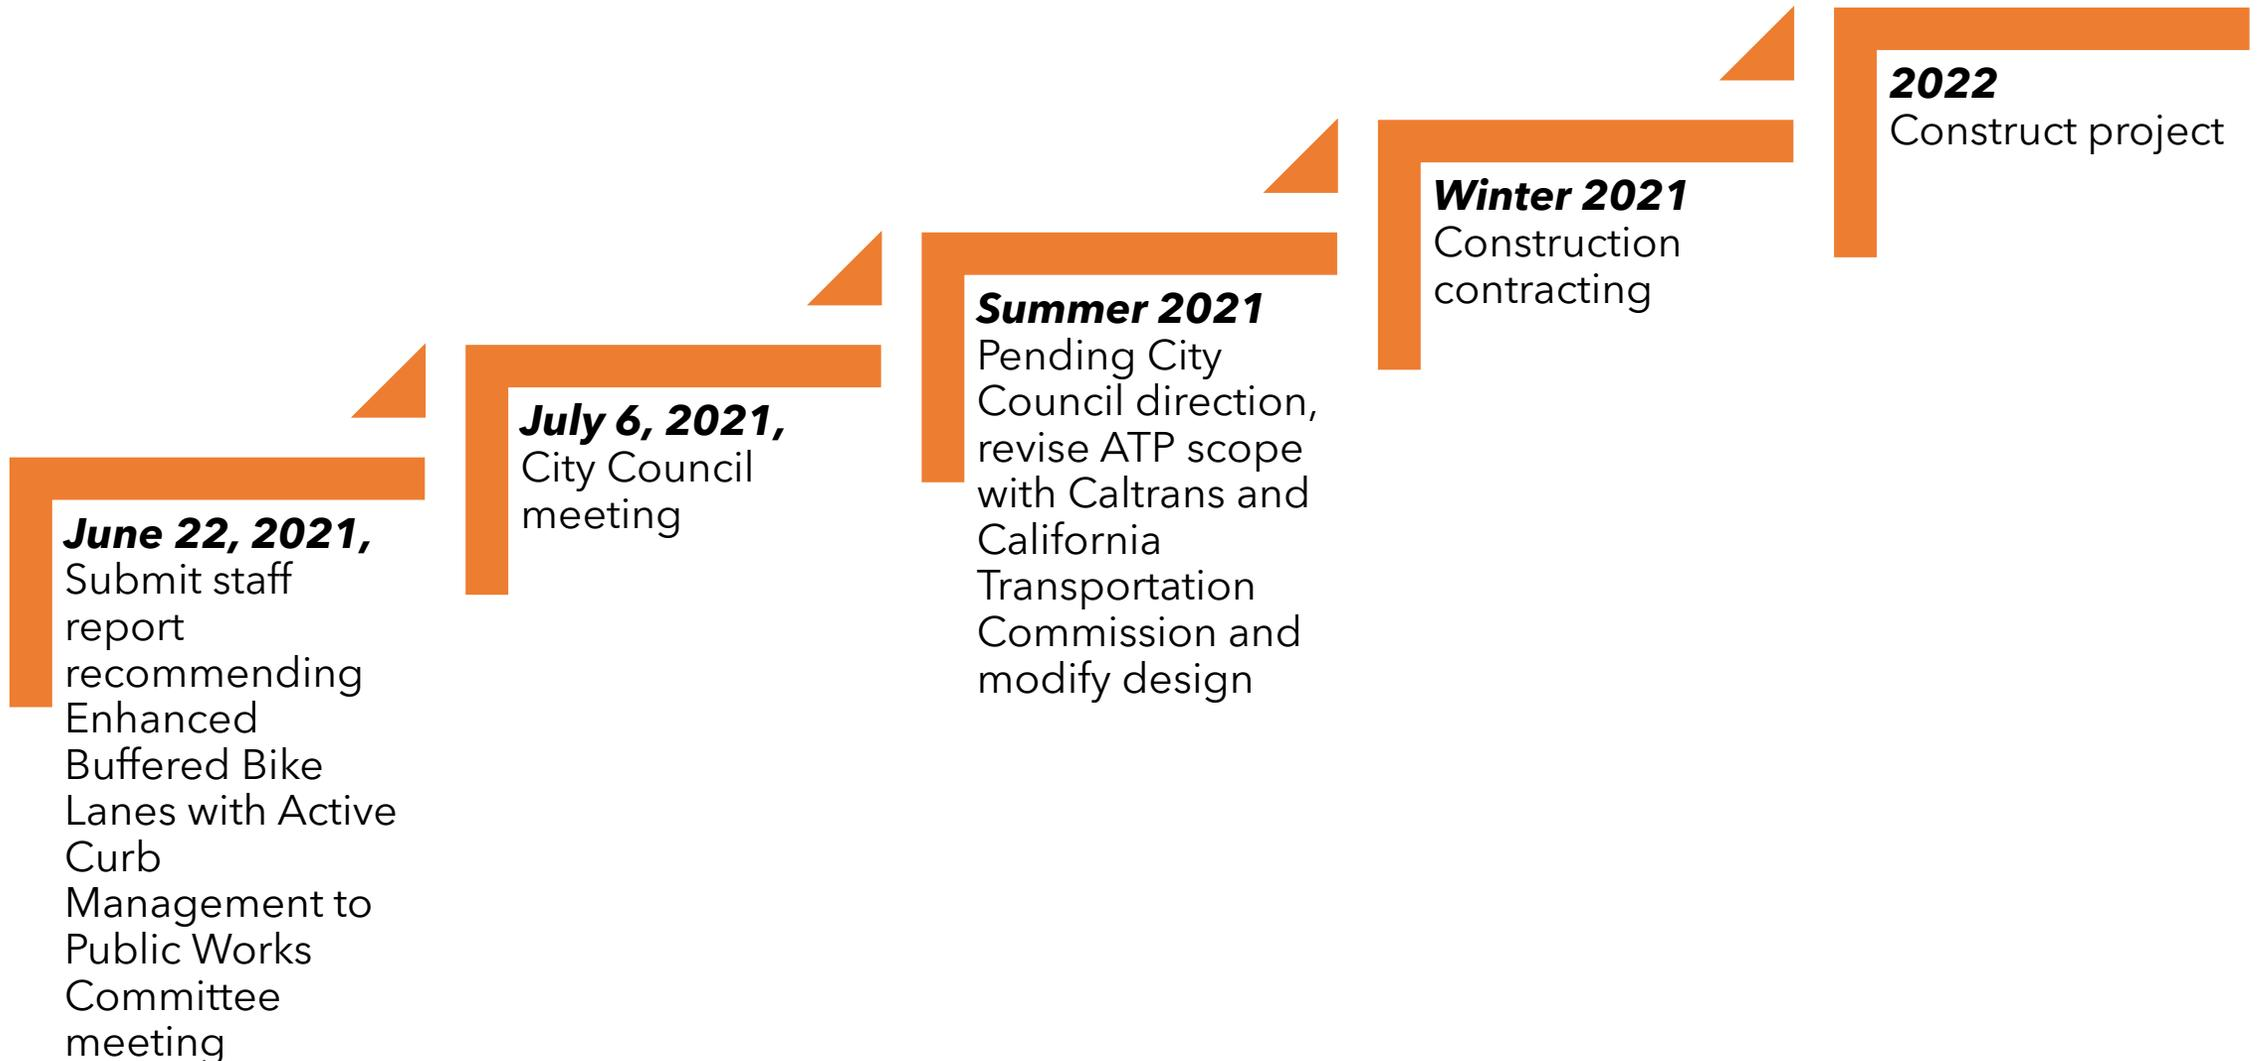 June 22, 2021,
Submit staff
report
recommending
Enhanced
Buffered Bike
Lanes with Active
Curb
Management to
Public Works
Committee
meeting
July 6, 2021,
City Council
meeting
Summer 2021
Pending City
Council direction,
revise ATP scope
with Caltrans and
California
Transportation
Commission and
modify design
Winter 2021
Construction
contracting
2022
Construct project